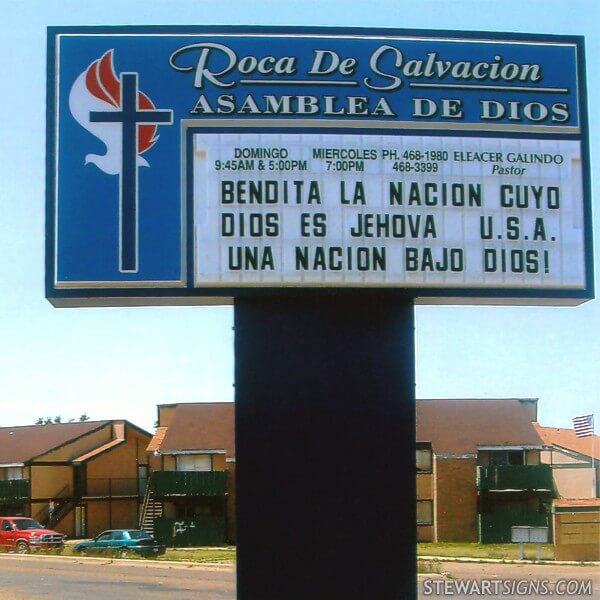 Roca De Salvacion
ASAMBLEA DE DIOS
DOMINGO MIERCOLES PH. 468-1980 ELEACER GALINDO
9:45AM & 5:00PM 7:00PM 468-3399 Pastor
BENDITA LA NACION CUYO
DIOS ES JEHOVA U.S.A.
UNA NACION BAJO DIOS!
STEWARTSIGNS.COM